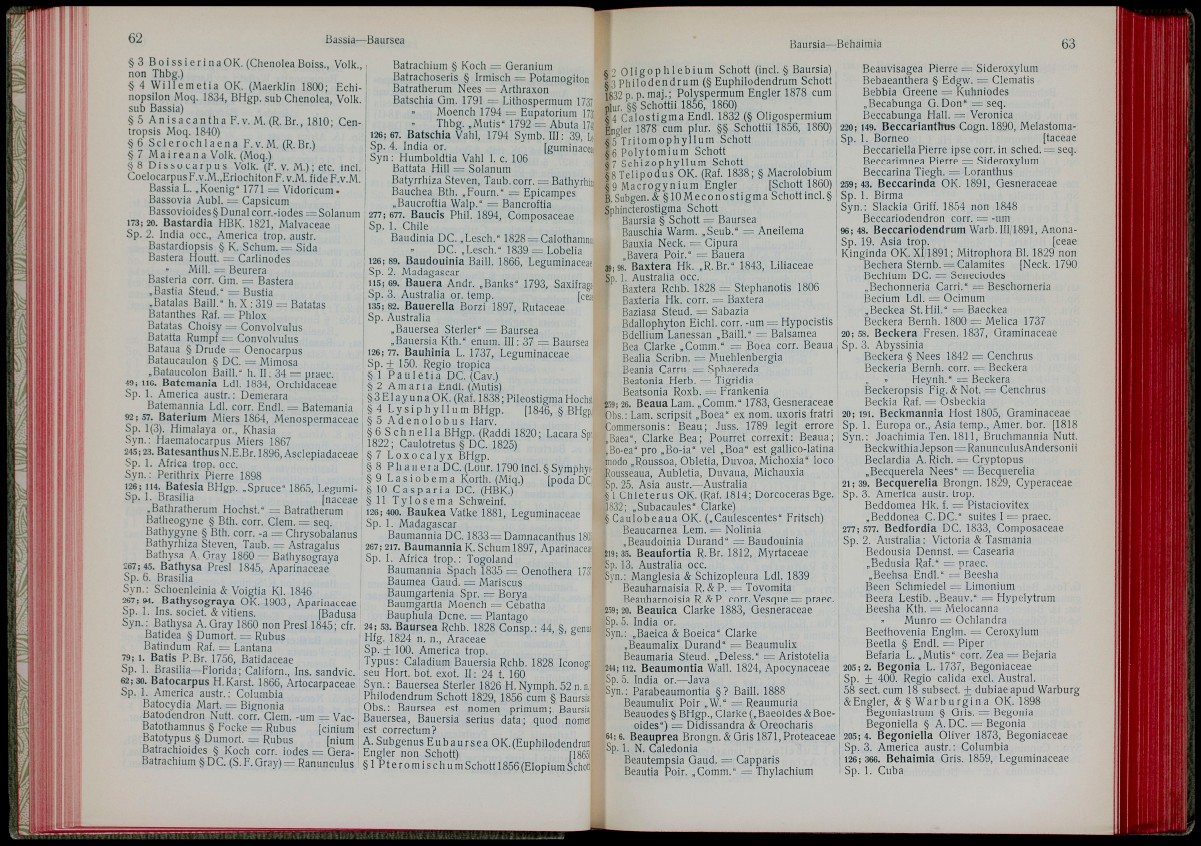 62
Bassia—Baursea
§ 3 Boissierina OK. (Chenolea Boiss., Volk.,
non Thbg.)
§ 4 Willemetia OK. (Maerklin 1800; Echi-
nopsilon Moq. 1834, BHgp. sub Chenolea, Volk.
sub Bassia)
§ 5 Anisacantha F. v. M. (R. Br., 1810; Cen-
tropsis Moq. 1840)
§ 6 Sclerochlaena F. v. M. (R. Br.)
§ 7 Maireana Volk. (Moq.)
§ 8 Dissocarpus Volk. (F. v. M.); etc. incl.
Coelocarpus F.v.M., Eriochiton F. v.M. fide F.v.M.
Bassia L. „Koenig“ 1771 = Vidoricum
Bassovia Aubl. = Capsicum
Bassovioides § Dunal corr. -iodes = Solanum
173; 20. Bastardia HBK. 1821, Malvaceae
Sp. 2. India occ., America trop. austr.
Bastardiopsis § K. Schum. = Sida
Bastera Houtt. = Carlinodes
„ Mill. = Beurera
Basteria corr. Gm. = Bastera
„Bastia Steud.“ = Bustia
„Batalas Baill.“ h. X : 319 = Batatas
Batanthes Raf. = Phlox
Batatas Choisy = Convolvulus
Batatta Rumpf = Convolvulus
Bataua § Drude = Oenocarpus
Bataucaulon § DC. = Mimosa
„Bataucolon Baill.“ h. II. 34 = praec.
49; 116. Batemania Ldl. 1834, Orchidaceae
Sp. 1. America austr.: Demerara
Batemannia Ldl. corr. Endl. = Batemania
92; 57. Baterium Miers 1864, Menospermaceae
Sp. 1(3). Himalaya or., Khasia
Syn.: Haematocarpus Miers 1867
245; 23. Batesanthus N.E.Br. 1896, Asclepiadaceae
Sp. 1. Africa trop. occ.
Syn.: Perithrix Pierre 1898
126; 114. Batesia BHgp. „Spruce“ 1865, Legumi-
Sp. 1. Brasilia [naceae
„Bathratherum Hochst.“ = Batratherum
Batheogyne § Bth. corr. Clem. = seq.
Bathygyne § Bth. corr. -a = Chrysobalanus
Bathyrhiza Steven, Taub. = Astragalus
Bathysa A. Gray 1860 = Bathysograya
267; 45. Bathysa Presl 1845, Aparinaceae
Sp. 6. Brasilia
Syn.: Schoenleinia & Voigtia Kl. 1846
267; 94. Bathysograya OK. 1903, Aparinaceae
Sp. 1. Ins. societ. & vitiens. [Badusa
Syn.: Bathysa A. Gray 1860 non Presl 1845; cfr.
Batidea § Dumort. = Rubus
Batindum Raf. = Lantana
79; 1. Batis P.Br. 1756, Batidaceae
Sp. 1. Brasilia—Florida; Californ., Ins. sandvic.
62; 30. Batocarpus H. Karst. 1866, Artocarpaceae
Sp. 1. America austr.: Columbia
Batocydia Mart. = Bignonia
Batodendron Nutt. corr. Clem. -um = Vac-
Batothamnus § Focke = Rubus [cinium
Batotypus § Dumort. = Rubus [nium
Batrachioides § Koch corr. iodes = Gera-
Batrachium § DC. (S. F. Gray) = Ranunculus
Batrachium § Koch = Geranium
Batrachoseris § Irmisch = Potamogiton
Batratherum Nees = Arthraxon
Batschia Gm. 1791 = Lithospermum
„ Moench 1794 = Eupatorium
„ Thbg. „Mutis“ 1792 = Abuta
126; 67. Batschia Vahl, 1794 Symb. III: 39,
Sp. 4. India or. [guminac
Syn: Humboldtia Vahl l. c. 106
Battata Hill = Solanum
Batyrrhiza Steven, Taub. corr. =
Bauchea Bth. „Fourn.“ = Epicampes
„Baucroftia Walp.“ = Bancroftia
277; 677. Baucis Phil. 1894, Composaceae
Sp. 1. Chile
Baudinia DC. „Lesch.“ 1828 =
„ DC. „Lesch.“ 1839 = Lobelia
126; 89. Baudouinia Baill. 1866, Leguminaceae
Sp. 2. Madagascar
115; 69. Bauera Andr. „Banks“ 1793,
Sp. 3. Australia or. temp.
135; 82. Bauerella Borzi 1897, Rutaceae
Sp. Australia
„Bauersea Sterler“ = Baursea
„Bauersia Kth.“ enum. III : 37 = Baursea
126; 77. Bauhinia L. 1737, Leguminaceae
Sp. ± 150. Regio tropica
§ 1 Pauletia DC. (Cav.)
§ 2 Amaria Endl. (Mutis)
§ 3 Elayuna OK. (Raf. 1838; Pileostigma
§ 4 Lysiphyllum BHgp. [1846, § BHgp
§ 5 Adenolobus Harv.
§ 6 Schnella BHgp. (Raddi 1820; Lacara
1822; Caulotretus § DC. 1825)
§ 7 Loxocalyx BHgp.
§ 8 Phanera DC. (Lour. 1790 incl. §
§ 9 Lasiobema Korth. (Miq.) [poda DC
§ 10 Casparia DC. (HBK.)
§ 11 Tylosema Schweinf.
126; 400. Baukea Vatke 1881, Leguminaceae
Sp. 1. Madagascar
Baumannia DC. 1833 = Damnacanthus
267; 217. Baumannia K. Schum 1897,
Sp. 1. Africa trop.: Togoland
Baumannia Spach 1835 = Oenothera
Baumea Gaud. = Mariscus
Baumgartenia Spr. = Borya
Baumgartia Moench = Cebatha
Bauphula Dcne. = Plantago
24; 53. Baursea Rchb. 1828 Consp.: 44, §,
Hfg. 1824 n. n., Araceae
Sp. ± 100. America trop.
Typus: Caladium Bauersia Rchb. 1828
seu Hort. bot. exot. II: 24 t. 160
Syn.: Bauersea Sterler 1826 H. Nymph. 52 n.
Philodendrum Schott 1829, 1856 cum §
Obs.: Baursea est nomen primum;
Bauersea, Bauersia serius data; quod
est correctum?
A. Subgenus Eubaursea OK. (Euphilodendrum
Engler non Schott) [1865
§ 1 Pteromischum Schott 1856 (Elopium
Baursia—Behaimia
63
§ 2 Oligophlebium Schott (incl. § Baursia)
§ 3 Philodendrum (§ Euphilodendrum Schott
1832 p. p. maj.; Polyspermum Engler 1878 cum
plur. §§ Schottii 1856, 1860)
§ 4 Calostigma Endl. 1832 (§ Oligospermium
Engler 1878 cum plur. §§ Schottii 1856, 1860)
§ 5 Tritomophyllum Schott
§ 6 Polytomium Schott
§ 7 Schizophyllum Schott
§ 8 Telipodus OK. (Raf. 1838; § Macrolobium
§ 9 Macrogynium Engler [Schott 1860)
B. Subgen. & § 10 Meconostigma Schott incl. §
Sphincterostigma Schott
Baursia § Schott = Baursea
Bauschia Warm. „Seub.“ = Aneilema
Bauxia Neck. = Cipura
„Bavera Poir.“ = Bauera
39; 98. Baxtera Hk. „R.Br.“ 1843, Liliaceae
Sp. 1. Australia occ.
Baxtera Rchb. 1828 = Stephanotis 1806
Baxteria Hk. corr. = Baxtera
Baziasa Steud. = Sabazia
Bdallophyton Eichl. corr. -um = Hypocistis
Bdellium Lanessan „Baill.“ = Balsamea
Bea Clarke „Comm.“ = Boea corr. Beaua
Bealia Scribn. = Muehlenbergia
Beania Carru. = Sphaereda
Beatonia Herb. = Tigridia
Beatsonia Roxb. = Frankenia
259; 26. Beaua Lam. „Comm.“ 1783, Gesneraceae
Obs.: Lam. scripsit „Boea“ ex nom. uxoris fratri
Commersonis: Beau; Juss. 1789 legit errore
„Baea“, Clarke Bea; Pourret correxit: Beaua;
„Bo-ea“ pro „Bo-ia“ vel „Boa“ est gallico-latina
modo „Roussoa, Obletia, Duvoa, Michoxia“ loco
Rousseaua, Aubletia, Duvaua, Michauxia
Sp. 25. Asia austr.—Australia
§ 1 Chleterus OK. (Raf. 1814; Dorcoceras Bge.
1832; „Subacaules“ Clarke)
§ Caulobeaua OK. („Caulescentes“ Fritsch)
Beaucarnea Lem. = Nolinia
„Beaudoinia Durand“ = Baudouinia
219; 35. Beaufortia R. Br. 1812, Myrtaceae
Sp. 13. Australia occ.
Syn.: Manglesia & Schizopleura Ldl. 1839
Beauharnaisia R. & P. = Tovomita
Beauharnoisia R. & P. corr. Vesque = praec.
259; 20. Beauica Clarke 1883, Gesneraceae
Sp. 5. India or.
Syn.: „Baeica & Boeica“ Clarke
„Beaumalix Durand“ = Beaumulix
Beaumaria Steud. „Deless.“ = Aristotelia
244; 112. Beaumontia Wall. 1824, Apocynaceae
Sp. 5. India or.—Java
Syn.: Parabeaumontia § ? Baill. 1888
Beaumulix Poir „W.“ = Reaumuria
Beauodes § BHgp., Clarke („Baeoides & Boe-
oides“) = Didissandra & Oreocharis
64; 6. Beauprea Brongn. & Gris 1871, Proteaceae
Sp. 1. N. Caledonia
Beautempsia Gaud. = Capparis
Beautia Poir. „Comm.“ = Thylachium
Beauvisagea Pierre = Sideroxylum
Bebaeanthera § Edgw. = Clematis
Bebbia Greene = Kuhniodes
„Becabunga G. Don“ = seq.
Beccabunga Hall. = Veronica
220; 149. Beccarianthus Cogn. 1890, Melastoma-
Sp. 1. Borneo [taceae
Beccariella Pierre ipse corr. in sched. = seq.
Beccarimnea Pierre = Sideroxylum
Beccarina Tiegh. = Loranthus
259; 43. Beccarinda OK. 1891, Gesneraceae
Sp. 1. Birma
Syn.: Slackia Griff. 1854 non 1848
Beccariodendron corr. = -um
96; 48. Beccariodendrum Warb. III/1891, Anona-
Sp. 19. Asia trop. [ceae
Kinginda OK. XI/1891; Mitrophora Bl. 1829 non
Bechera Sternb. = Calamites [Neck. 1790
Bechium DC. = Seneciodes
„Bechonneria Carri.“ = Beschorneria
Becium Ldl. = Ocimum
„Beckea St. Hil.“ = Baeckea
Beckera Bernh. 1800 = Melica 1737
20; 58. Beckera Fresen. 1837, Graminaceae
Sp. 3. Abyssinia
Beckera § Nees 1842 = Cenchrus
Beckeria Bernh. corr. = Beckera
„ „ Heynh.“ = Beckera
Beckeropsis Fig. & Not. = Cenchrus
Beckia Raf. = Osbeckia
20; 191. Beckmannia Host 1805, Graminaceae
Sp. 1. Europa or., Asia temp., Amer. bor. [1818
Syn.: Joachimia Ten. 1811, Bruchmannia Nutt.
Beckwithia Jepson = Ranunculus Andersonii
Beclardia A. Rich. = Cryptopus
„Becquerela Nees“ = Becquerelia
21; 39. Becquerelia Brongn. 1829, Cyperaceae
Sp. 3. America austr. trop.
Beddomea Hk. f. = Pistaciovitex
„Beddonea C. DC.“ suites I = praec.
277; 577. Bedfordia DC. 1833, Composaceae
Sp. 2. Australia: Victoria & Tasmania
Bedousia Dennst. = Casearia
„Bedusia Raf.“ = praec.
„Beehsa Endl.“ = Beesha
Been Schmiedel = Limonium
Beera Lestib. „Beauv.“ = Hypelytrum
Beesha Kth. = Melocanna
„ Munro = Ochlandra
Beethovenia Englm. = Ceroxylum
Beetla § Endl. = Piper
Befaria L. „Mutis“ corr. Zea = Bejaria
205; 2. Begonia L. 1737, Begoniaceae
Sp. ± 400. Regio calida excl. Austral.
58 sect. cum 18 subsect. ± dubiae apud Warburg
& Engler, & § Warburgina OK. 1898
Begoniastrum § Gris. = Begonia
Begoniella § A.DC. = Begonia
205; 4. Begoniella Oliver 1873, Begoniaceae
Sp. 3. America austr.: Columbia
126; 366. Behaimia Gris. 1859, Leguminaceae
Sp. 1. Cuba